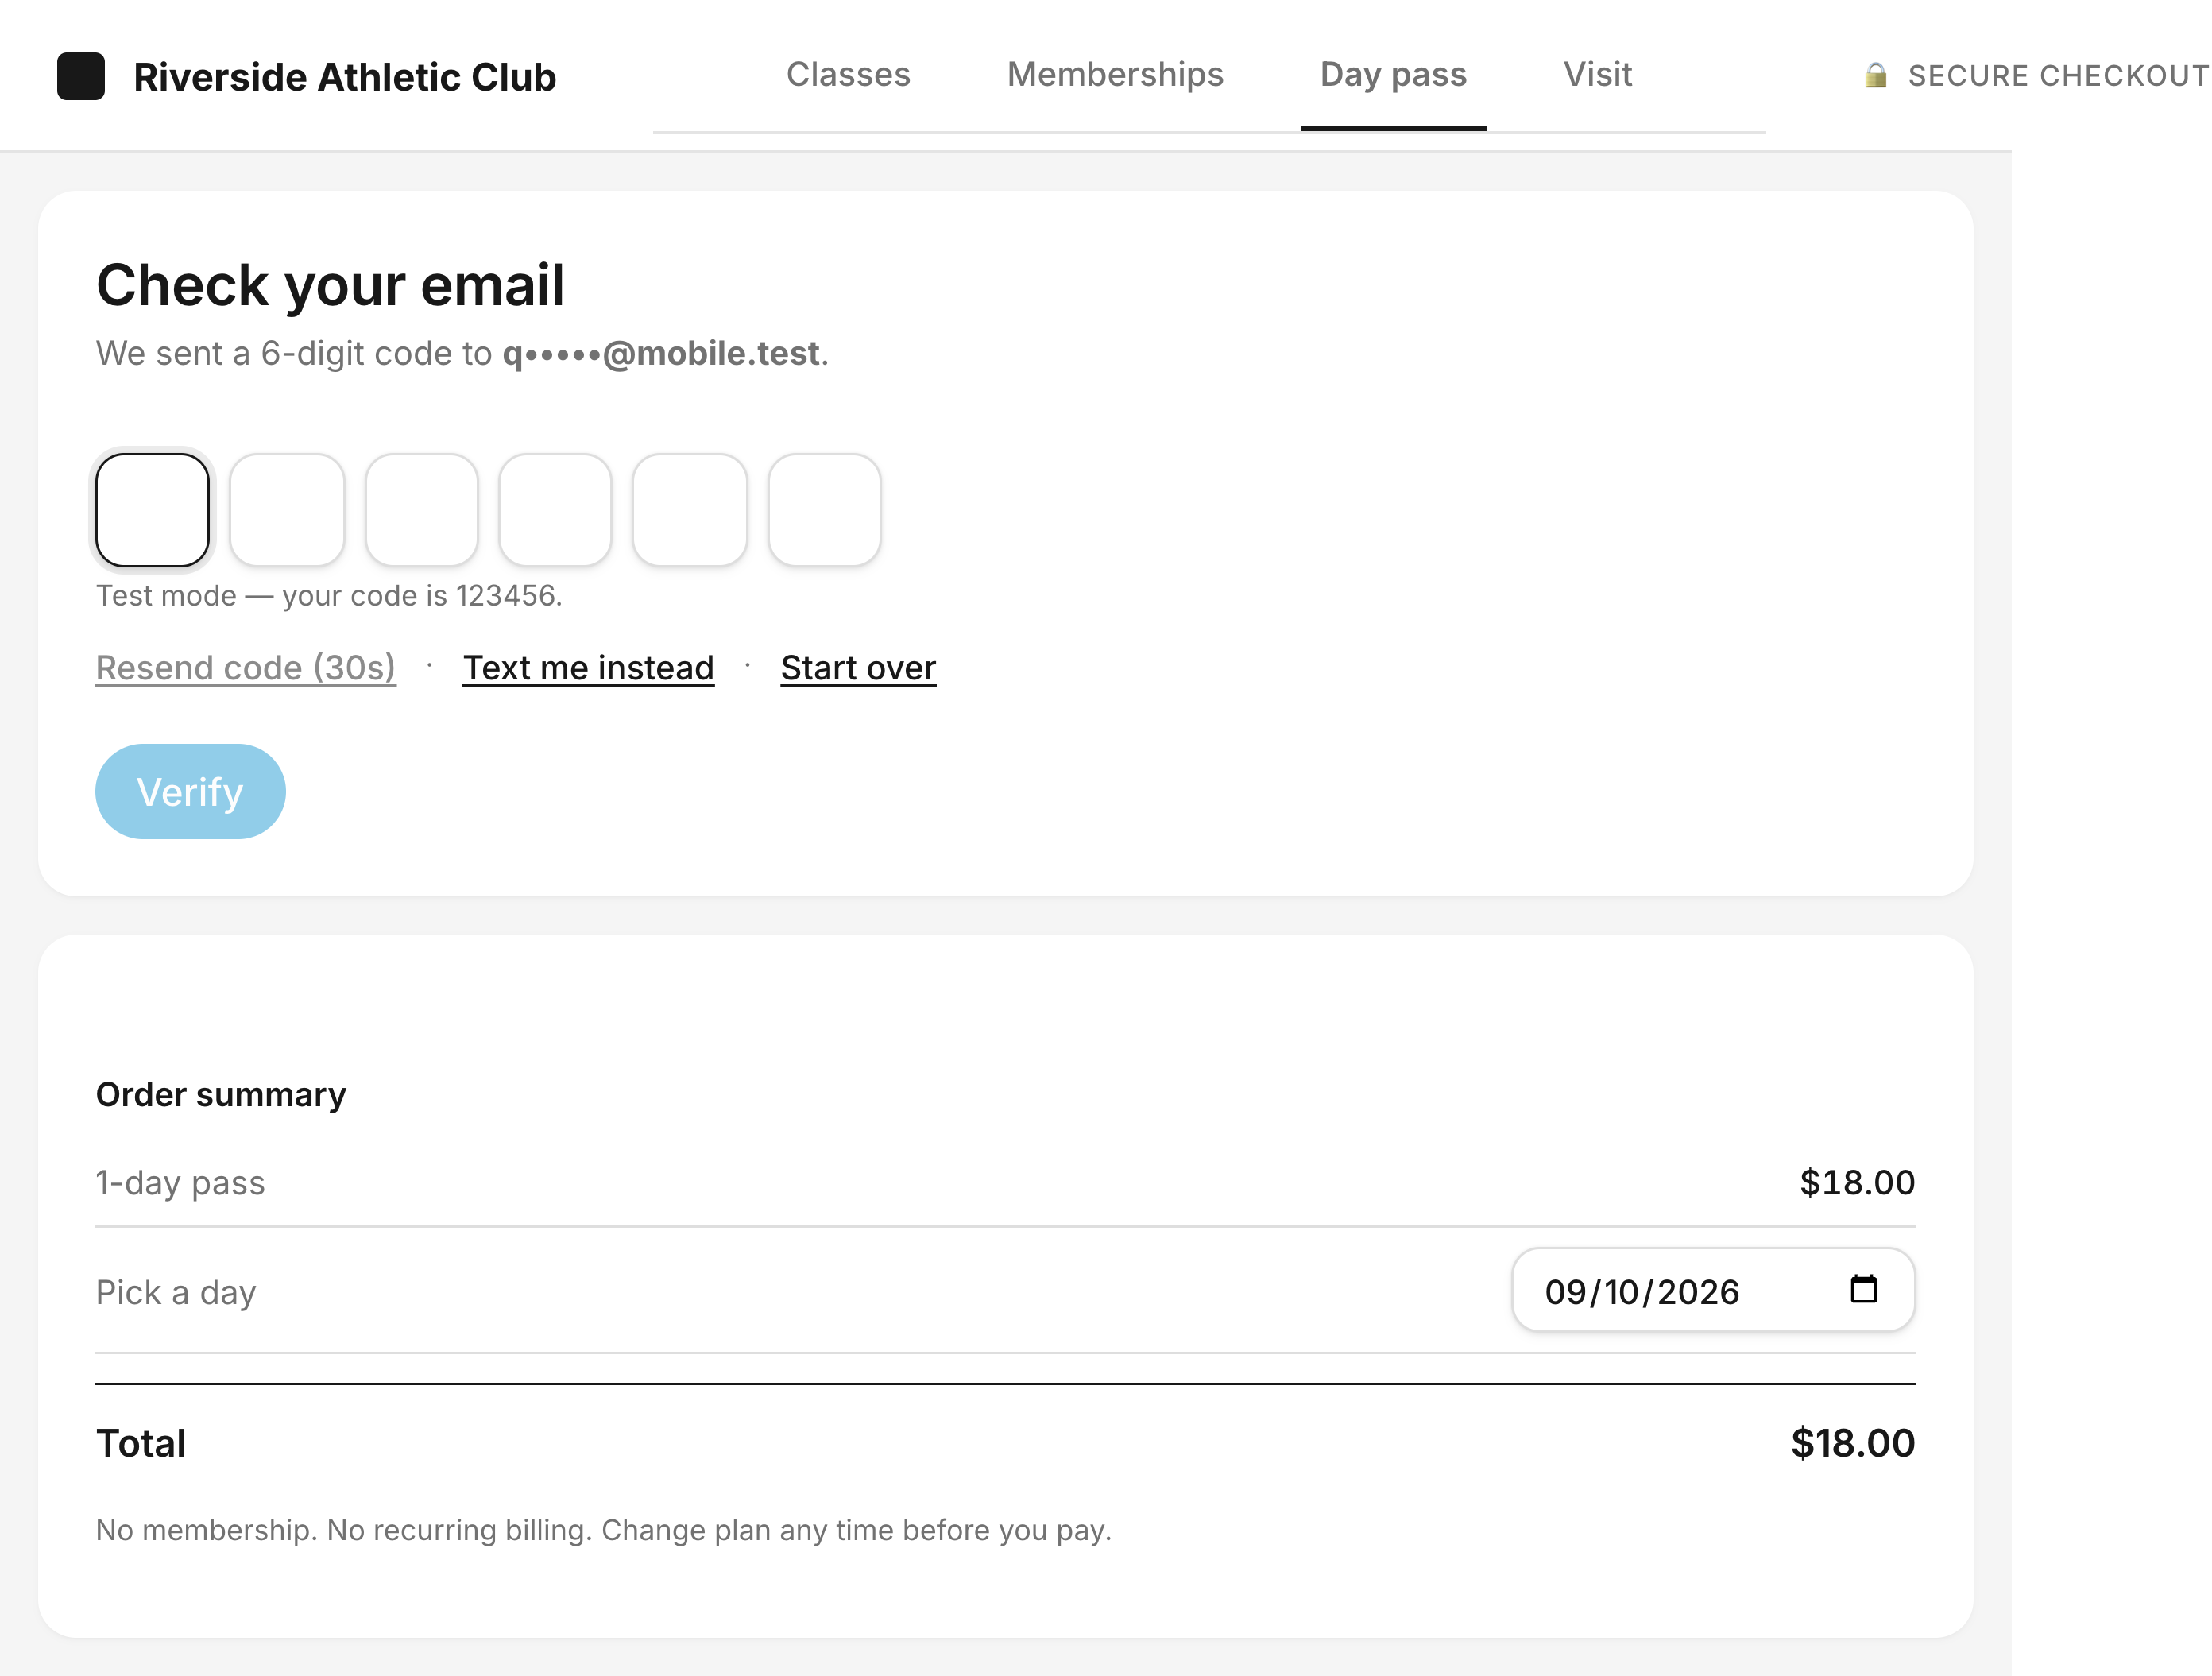 Riverside Athletic Club
Classes
Memberships
Day pass
Visit
🔒 SECURE CHECKOUT
Check your email
We sent a 6-digit code to q•••••@mobile.test.
Test mode — your code is 123456.
Resend code (30s) · Text me instead · Start over
Verify
Order summary
1-day pass $18.00
Pick a day 09/10/2026
Total $18.00
No membership. No recurring billing. Change plan any time before you pay.